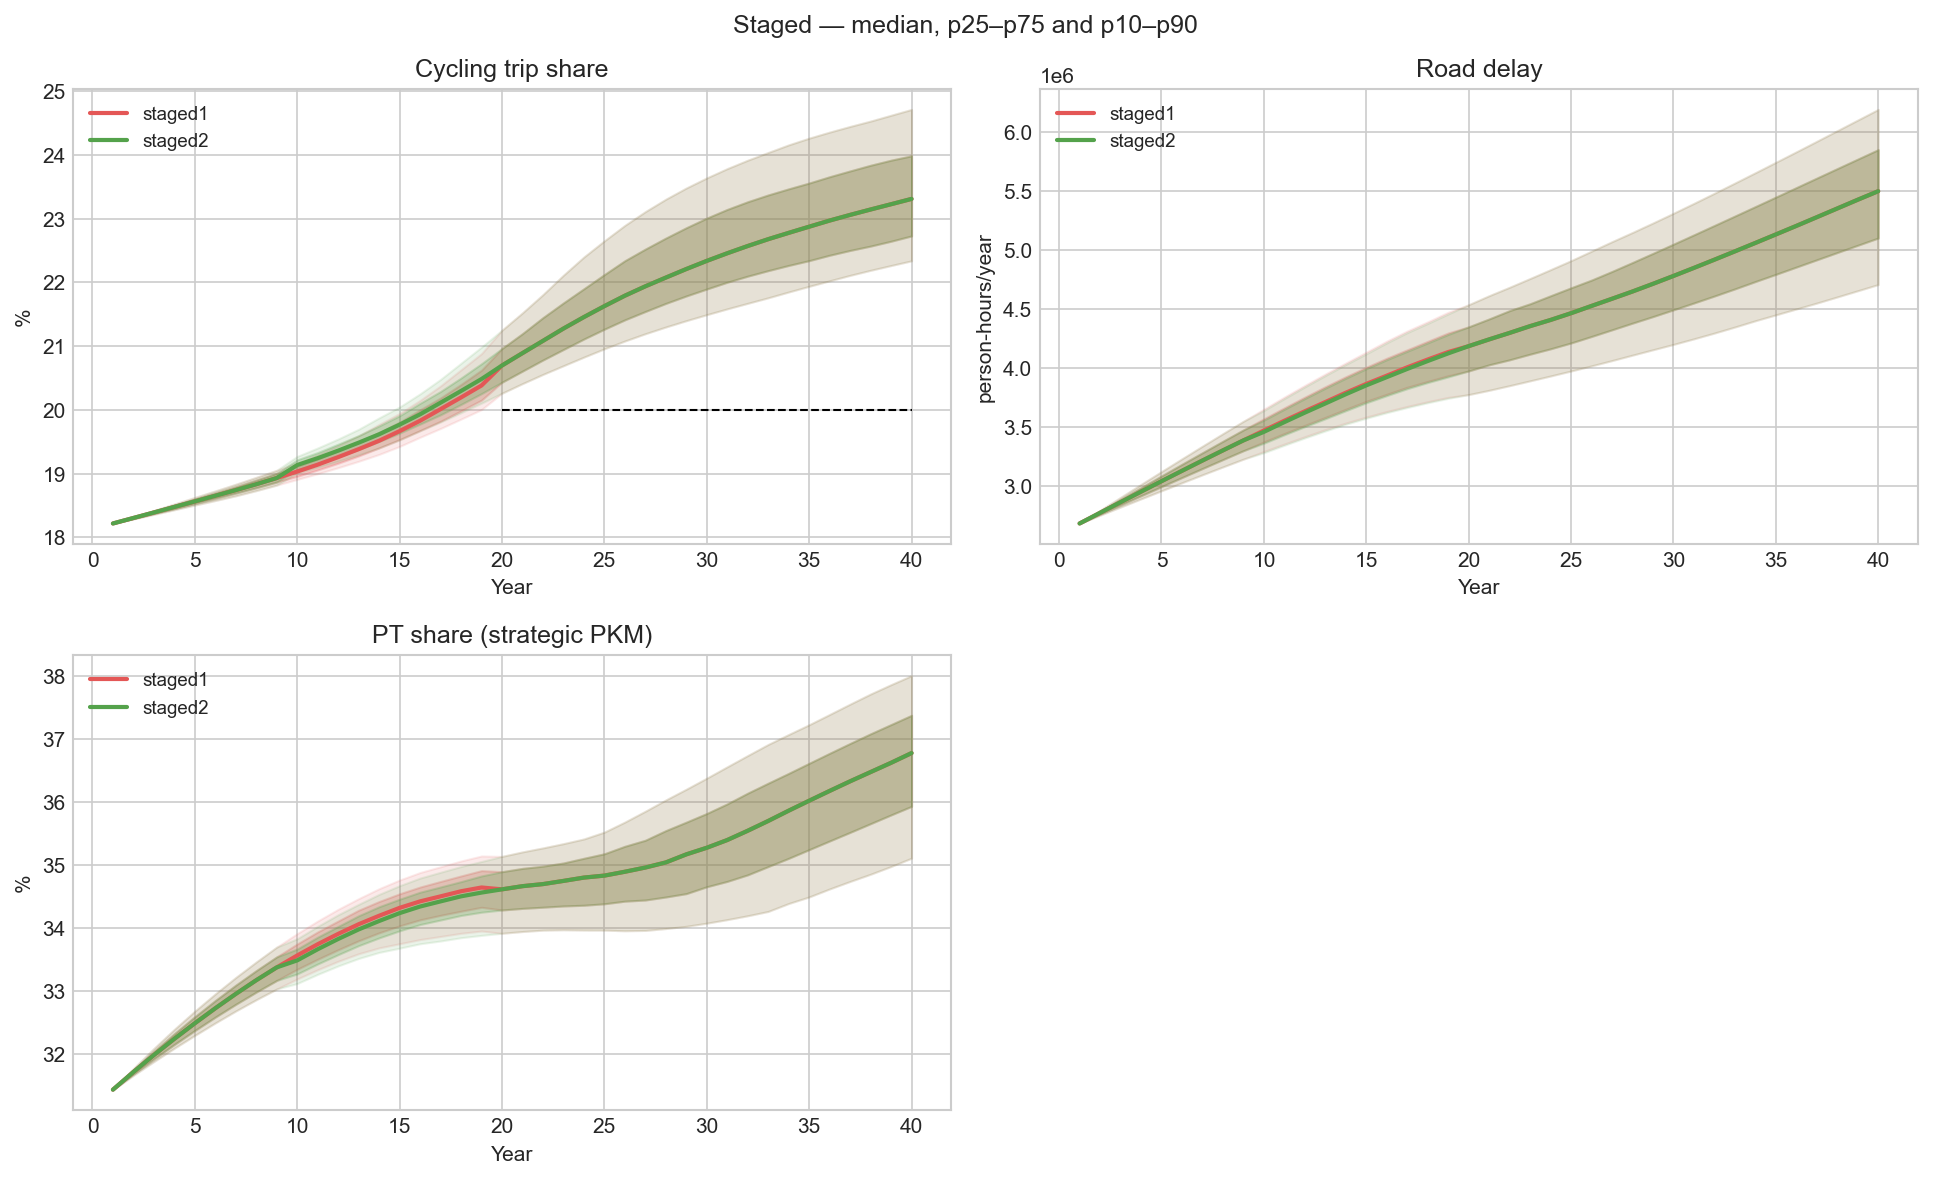 Staged — median, p25–p75 and p10–p90
Cycling trip share
25
24
23
22
21
20
19
18
%
staged1
staged2
0 5 10 15 20 25 30 35 40
Year
Road delay
1e6
6.0
5.5
5.0
4.5
4.0
3.5
3.0
person-hours/year
staged1
staged2
0 5 10 15 20 25 30 35 40
Year
PT share (strategic PKM)
38
37
36
35
34
33
32
%
staged1
staged2
0 5 10 15 20 25 30 35 40
Year